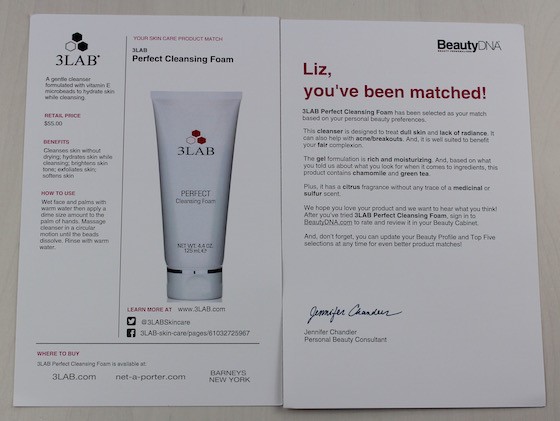 3LAB®
A gentle cleanser
formulated with vitamin E
microbeads to hydrate skin
while cleansing.
RETAIL PRICE
$55.00
BENEFITS
Cleanses skin without
drying; hydrates skin while
cleansing; brightens skin
tone; exfoliates skin;
softens skin
HOW TO USE
Wet face and palms with
warm water then apply a
dime size amount to the
palm of hands. Massage
cleanser in a circular
motion until the beads
dissolve. Rinse with warm
water.
YOUR SKIN CARE PRODUCT MATCH
3LAB
Perfect Cleansing Foam
3LAB
PERFECT
Cleansing Foam
NET WT. 4.4 OZ.
125 ml ℮
LEARN MORE AT www.3LAB.com
@3LABSkincare
3LAB-skin-care/pages/61032725967
WHERE TO BUY
3LAB Perfect Cleansing Foam is available at:
3LAB.com net-a-porter.com BARNEYS
NEW YORK
BeautyDNA
Liz,
you've been matched!
3LAB Perfect Cleansing Foam has been selected as your match
based on your personal beauty preferences.
This cleanser is designed to treat dull skin and lack of radiance. It
can also help with acne/breakouts. And, it is well suited to benefit
your fair complexion.
The gel formulation is rich and moisturizing. And, based on what
you told us about what you look for when it comes to ingredients, this
product contains chamomile and green tea.
Plus, it has a citrus fragrance without any trace of a medicinal or
sulfur scent.
We hope you love your product and we want to hear what you think!
After you've tried 3LAB Perfect Cleansing Foam, sign in to
BeautyDNA.com to rate and review it in your Beauty Cabinet.
And, don't forget, you can update your Beauty Profile and Top Five
selections at any time for even better product matches!
Jennifer Chandler
Jennifer Chandler
Personal Beauty Consultant